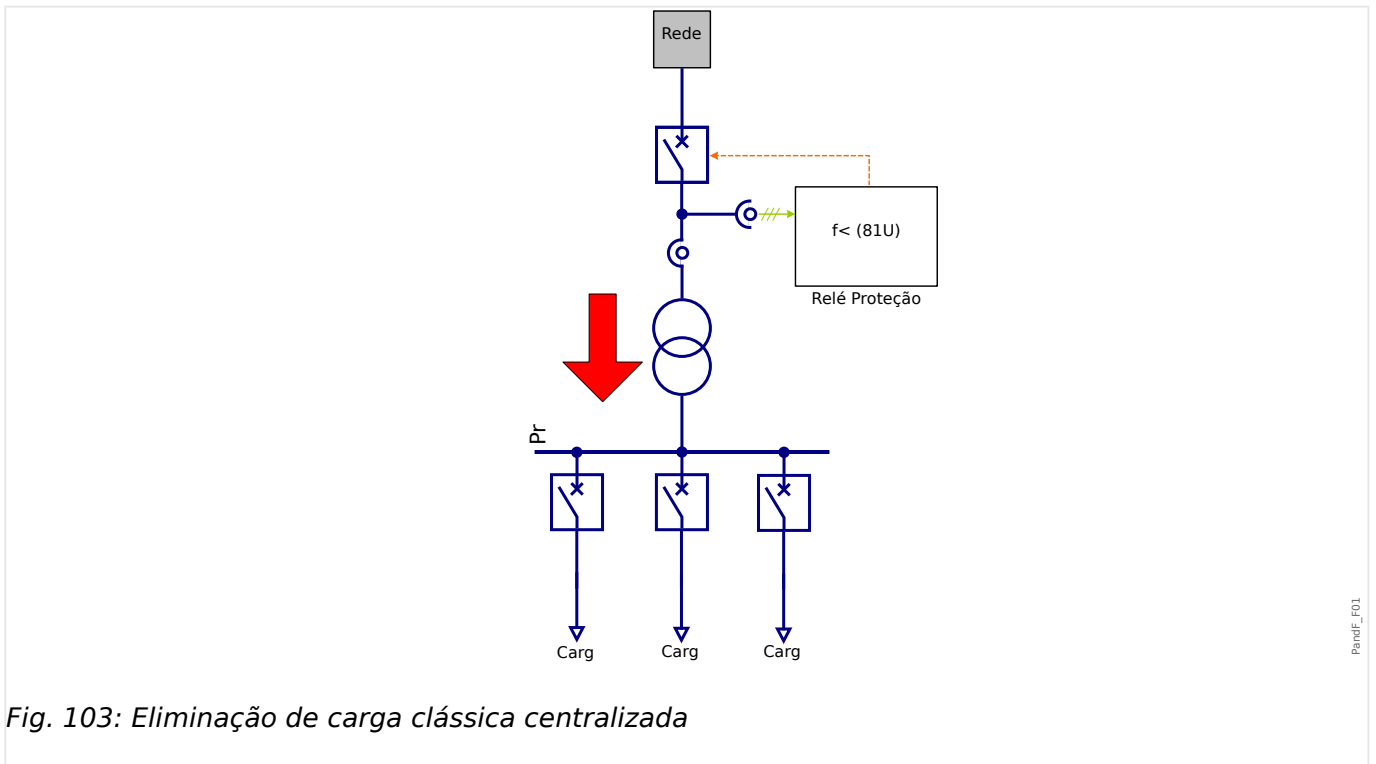 Rede
f< (81U)
Relé Proteção
Pr
Carg
Carg
Carg
PandF_F01
Fig. 103: Eliminação de carga clássica centralizada